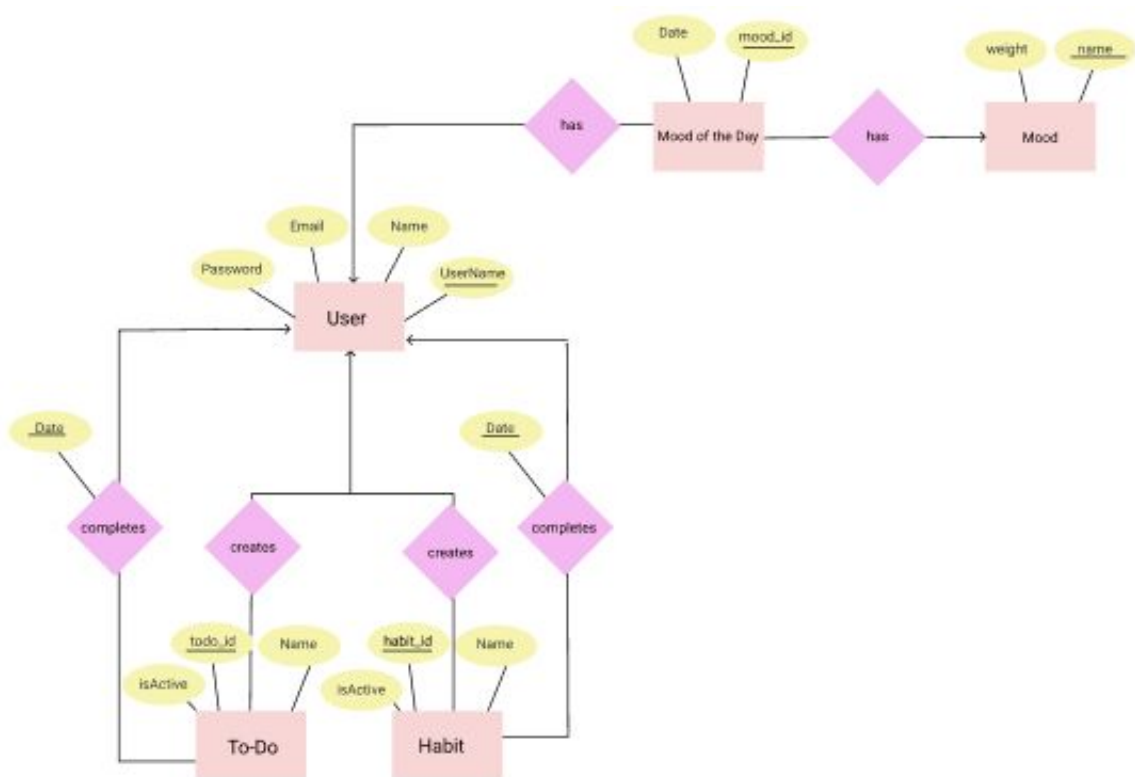 Date
mood_id
weight
name
has
Mood of the Day
has
Mood
Email
Name
Password
UserName
User
Date
Date
completes
creates
creates
completes
todo_id
Name
habit_id
Name
isActive
isActive
To-Do
Habit